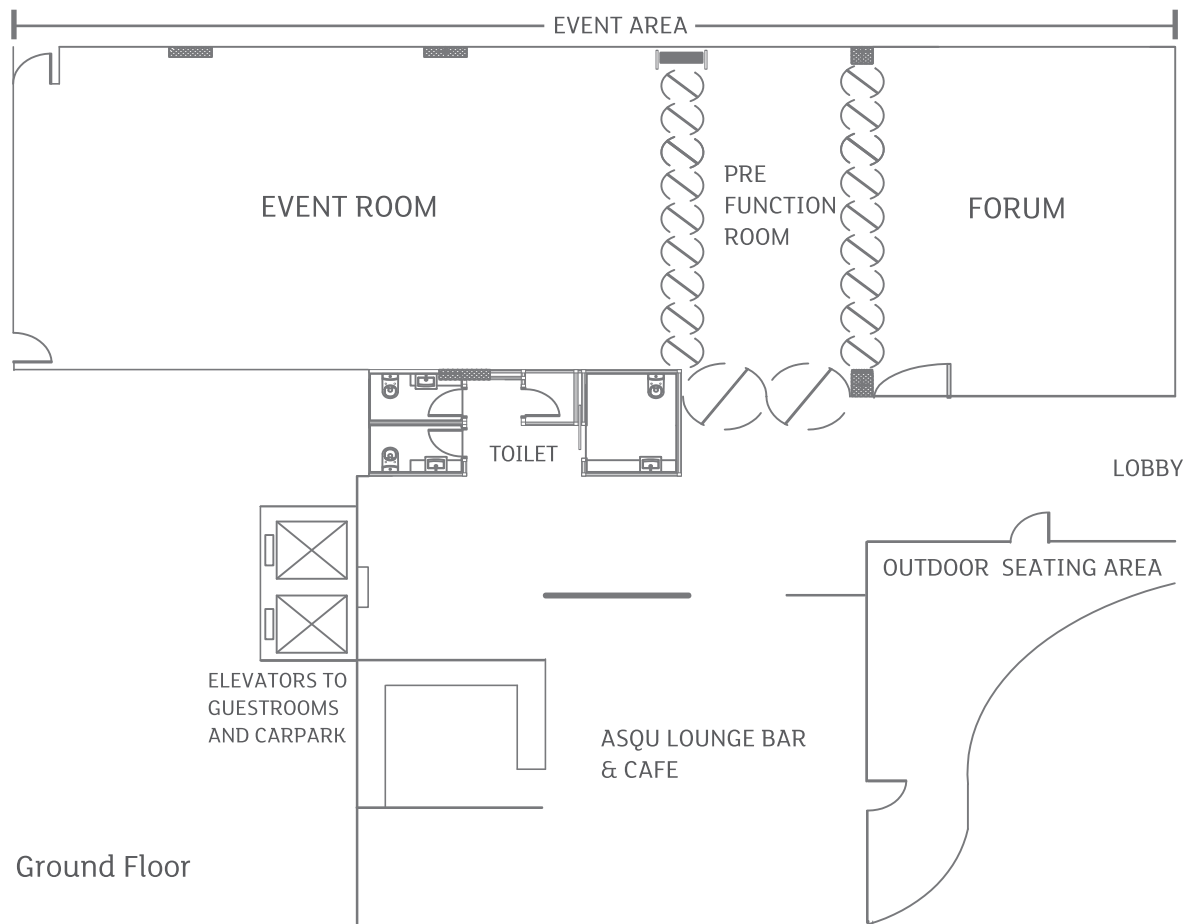 EVENT AREA
EVENT ROOM
PRE
FUNCTION
ROOM
FORUM
TOILET
LOBBY
OUTDOOR SEATING AREA
ELEVATORS TO
GUESTROOMS
AND CARPARK
ASQU LOUNGE BAR
& CAFE
Ground Floor